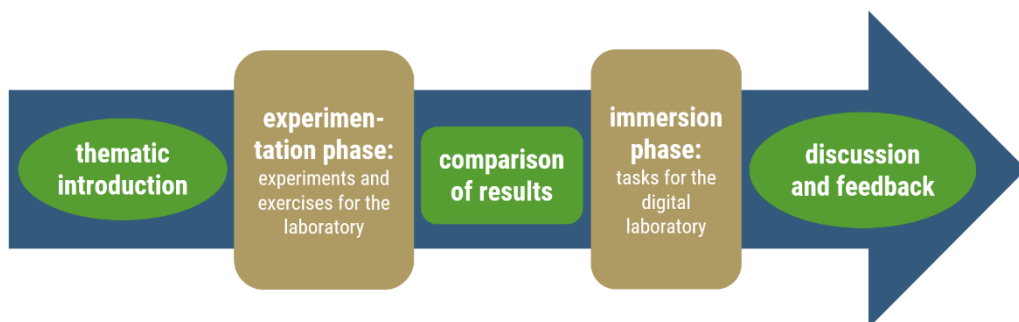 thematic
introduction
experimen-
tation phase:
experiments and
exercises for the
laboratory
comparison
of results
immersion
phase:
tasks for the
digital
laboratory
discussion
and feedback